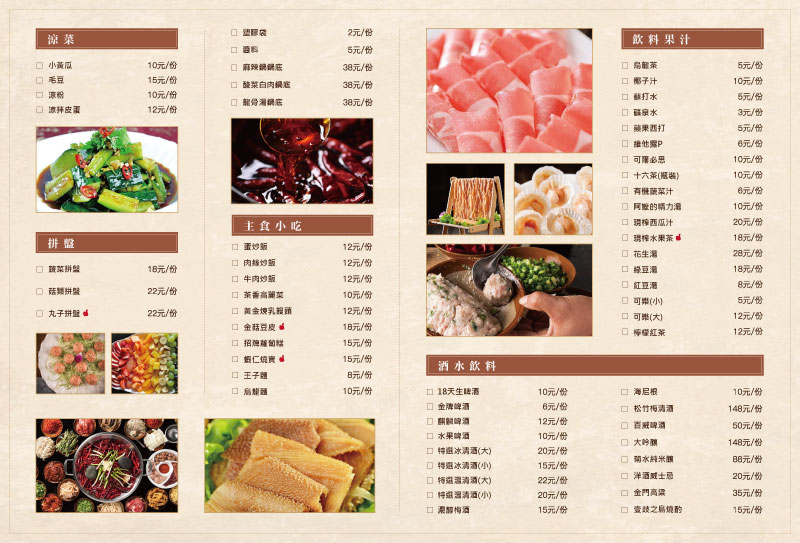 涼菜
小黃瓜 10元/份
毛豆 15元/份
涼粉 10元/份
涼拌皮蛋 12元/份
拼盤
蔬菜拼盤 18元/份
菇類拼盤 22元/份
丸子拼盤 22元/份
塑膠袋 2元/份
醬料 5元/份
麻辣鍋鍋底 38元/份
酸菜白肉鍋底 38元/份
龍骨湯鍋底 38元/份
主食小吃
蛋炒飯 12元/份
肉絲炒飯 12元/份
牛肉炒飯 12元/份
茶香高麗菜 10元/份
黃金煉乳饅頭 12元/份
金菇豆皮 18元/份
招牌蘿蔔糕 15元/份
蝦仁燒賣 15元/份
王子麵 8元/份
烏龍麵 10元/份
飲料果汁
烏龍茶 5元/份
椰子汁 10元/份
蘇打水 5元/份
礦泉水 3元/份
蘋果西打 5元/份
維他露P 6元/份
可爾必思 10元/份
十六茶(瓶裝) 10元/份
有機蔬菜汁 6元/份
阿嬤的精力湯 10元/份
現榨西瓜汁 20元/份
現榨水果茶 18元/份
花生湯 28元/份
綠豆湯 18元/份
紅豆湯 8元/份
可樂(小) 5元/份
可樂(大) 12元/份
檸檬紅茶 12元/份
酒水飲料
18天生啤酒 10元/份
金牌啤酒 6元/份
麒麟啤酒 12元/份
水果啤酒 10元/份
特選冰清酒(大) 20元/份
特選冰清酒(小) 15元/份
特選溫清酒(大) 22元/份
特選溫清酒(小) 20元/份
濃醇梅酒 15元/份
海尼根 10元/份
松竹梅清酒 148元/份
百威啤酒 50元/份
大吟釀 148元/份
菊水純米釀 88元/份
洋酒威士忌 20元/份
金門高粱 35元/份
壹歧之島燒酌 15元/份